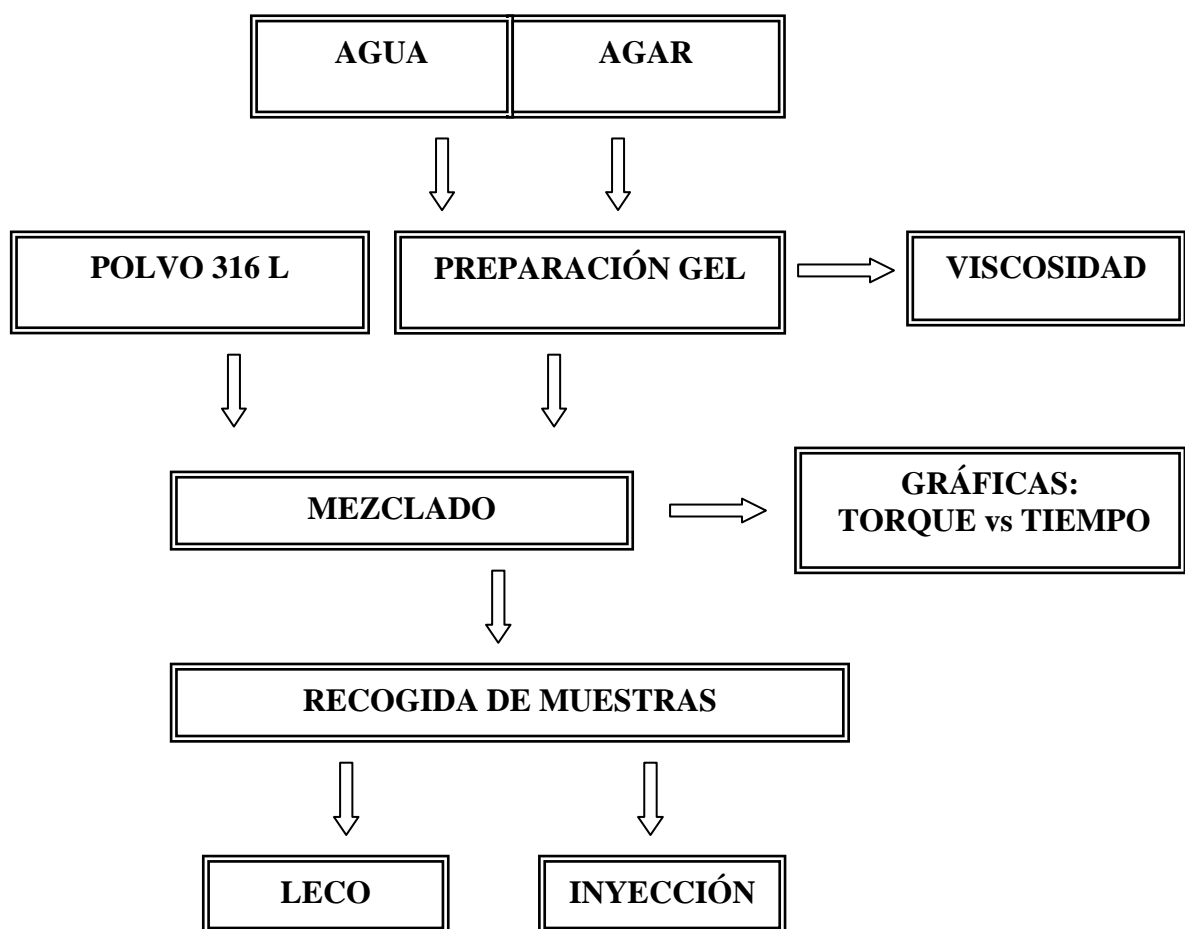 AGUA
AGAR
POLVO 316 L
PREPARACIÓN GEL
VISCOSIDAD
MEZCLADO
GRÁFICAS:
TORQUE vs TIEMPO
RECOGIDA DE MUESTRAS
LECO
INYECCIÓN